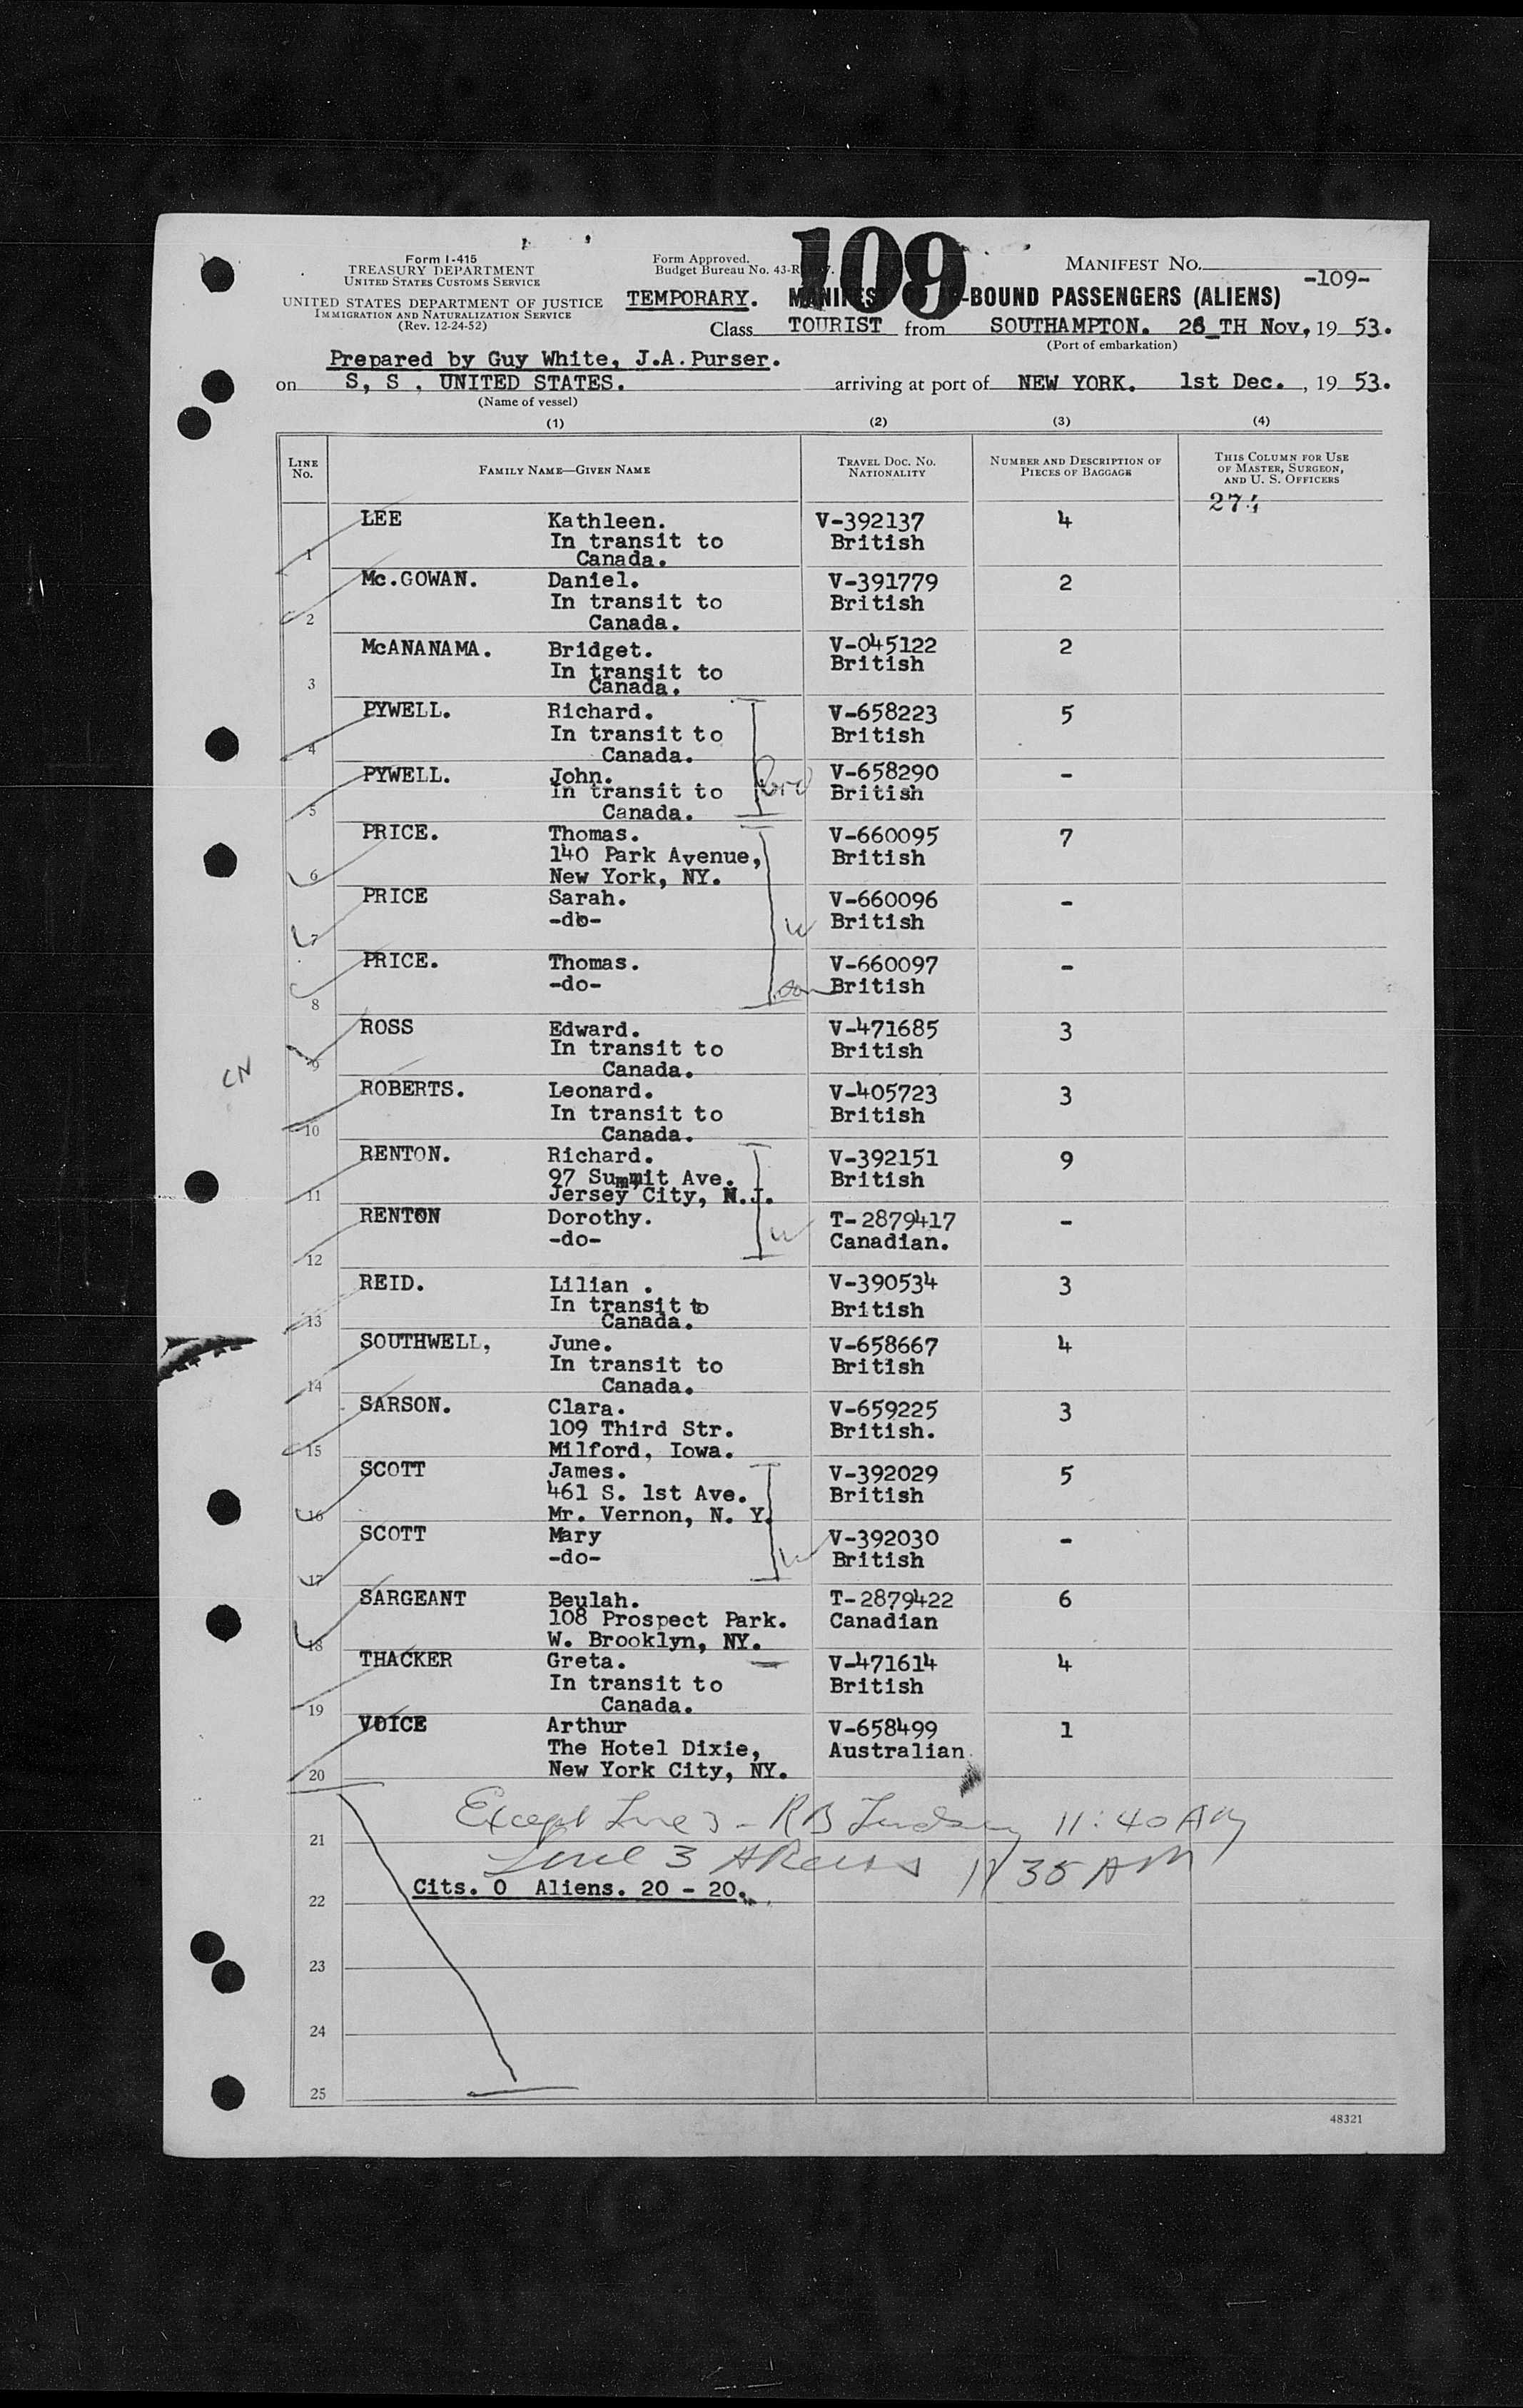 109
Form I-415
TREASURY DEPARTMENT
UNITED STATES CUSTOMS SERVICE
UNITED STATES DEPARTMENT OF JUSTICE
IMMIGRATION AND NATURALIZATION SERVICE
(Rev. 12-24-52)
Form Approved.
Budget Bureau No. 43-R
MANIFEST NO.
-109-
TEMPORARY. MANIFEST -BOUND PASSENGERS (ALIENS)
Class TOURIST from SOUTHAMPTON. TH Nov, 19 53.
(Port of embarkation)
Prepared by Guy White, J.A.Purser.
on S, S . UNITED STATES. arriving at port of NEW YORK. 1st Dec. , 19 53.
(Name of vessel)
(1) (2) (3) (4)
LINE NO. FAMILY NAME—GIVEN NAME TRAVEL DOC. NO. NATIONALITY NUMBER AND DESCRIPTION OF PIECES OF BAGGAGE THIS COLUMN FOR USE OF MASTER, SURGEON, AND U. S. OFFICERS
LEE Kathleen. V-392137 4
In transit to British
1 Canada.
Mc.GOWAN. Daniel. V-391779 2
In transit to British
2 Canada.
McANANAMA. Bridget. V-045122 2
In transit to British
3 Canada.
PYWELL. Richard. V-658223 5
In transit to British
4 Canada.
PYWELL. John. V-658290 -
In transit to British
5 Canada.
PRICE. Thomas. V-660095 7
140 Park Avenue, British
6 New York, NY.
PRICE Sarah. V-660096 -
7 -do- British
PRICE. Thomas. V-660097 -
-do- British
8
ROSS Edward. V-471685 3
In transit to British
9 Canada.
CN
ROBERTS. Leonard. V-405723 3
In transit to British
10 Canada.
RENTON. Richard. V-392151 9
97 Summit Ave. British
11 Jersey City, N.J.
RENTON Dorothy. T-2879417 -
-do- Canadian.
12
REID. Lilian . V-390534 3
In transit to British
13 Canada.
SOUTHWELL, June. V-658667 4
In transit to British
14 Canada.
SARSON. Clara. V-659225 3
109 Third Str. British.
15 Milford, Iowa.
SCOTT James. V-392029 5
461 S. 1st Ave. British
16 Mr. Vernon, N. Y.
SCOTT Mary V-392030 -
-do- British
17
SARGEANT Beulah. T-2879422 6
108 Prospect Park. Canadian
18 W. Brooklyn, NY.
THACKER Greta. V-471614 4
In transit to British
19 Canada.
VOICE Arthur V-658499 1
The Hotel Dixie, Australian
20 New York City, NY.
Except Line 3 - RB 11:40 AM
21
Line 3 11 35 AM
Cits. 0 Aliens. 20 - 20.
22
23
24
25
48321